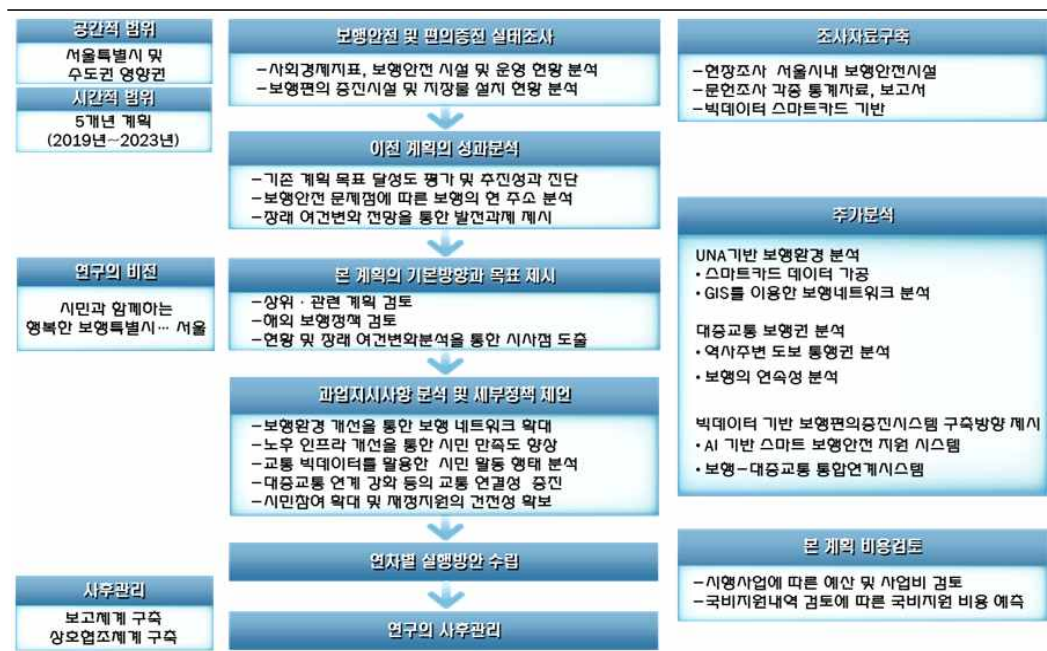 공간적 범위
서울특별시 및
수도권 영향권
시간적 범위
5개년 계획
(2019년~2023년)
연구의 비전
시민과 함께하는
행복한 보행특별시… 서울
사후관리
보고체계 구축
상호협조체계 구축
보행안전 및 편의증진 실태조사
-사회경제지표, 보행안전 시설 및 운영 현황 분석
-보행편의 증진시설 및 지장물 설치 현황 분석
이전 계획의 성과분석
-기존 계획 목표 달성도 평가 및 추진성과 진단
-보행안전 문제점에 따른 보행의 현 주소 분석
-장래 여건변화 전망을 통한 발전과제 제시
본 계획의 기본방향과 목표 제시
-상위·관련 계획 검토
-해외 보행정책 검토
-현황 및 장래 여건변화분석을 통한 시사점 도출
과업지시사항 분석 및 세부정책 제언
-보행환경 개선을 통한 보행 네트워크 확대
-노후 인프라 개선을 통한 시민 만족도 향상
-교통 빅데이터를 활용한 시민 활동 행태 분석
-대중교통 연계 강화 등의 교통 연결성 증진
-시민참여 확대 및 재정지원의 건전성 확보
연차별 실행방안 수립
연구의 사후관리
조사자료구축
-현장조사 서울시내 보행안전시설
-문헌조사 각종 통계자료, 보고서
-빅데이터 스마트카드 기반
추가분석
UNA기반 보행환경 분석
• 스마트카드 데이터 가공
• GIS를 이용한 보행네트워크 분석
대중교통 보행권 분석
• 역사주변 도보 통행권 분석
• 보행의 연속성 분석
빅데이터 기반 보행편의증진시스템 구축방향 제시
• AI 기반 스마트 보행안전 지원 시스템
• 보행-대중교통 통합연계시스템
본 계획 비용검토
-시행사업에 따른 예산 및 사업비 검토
-국비지원내역 검토에 따른 국비지원 비용 예측